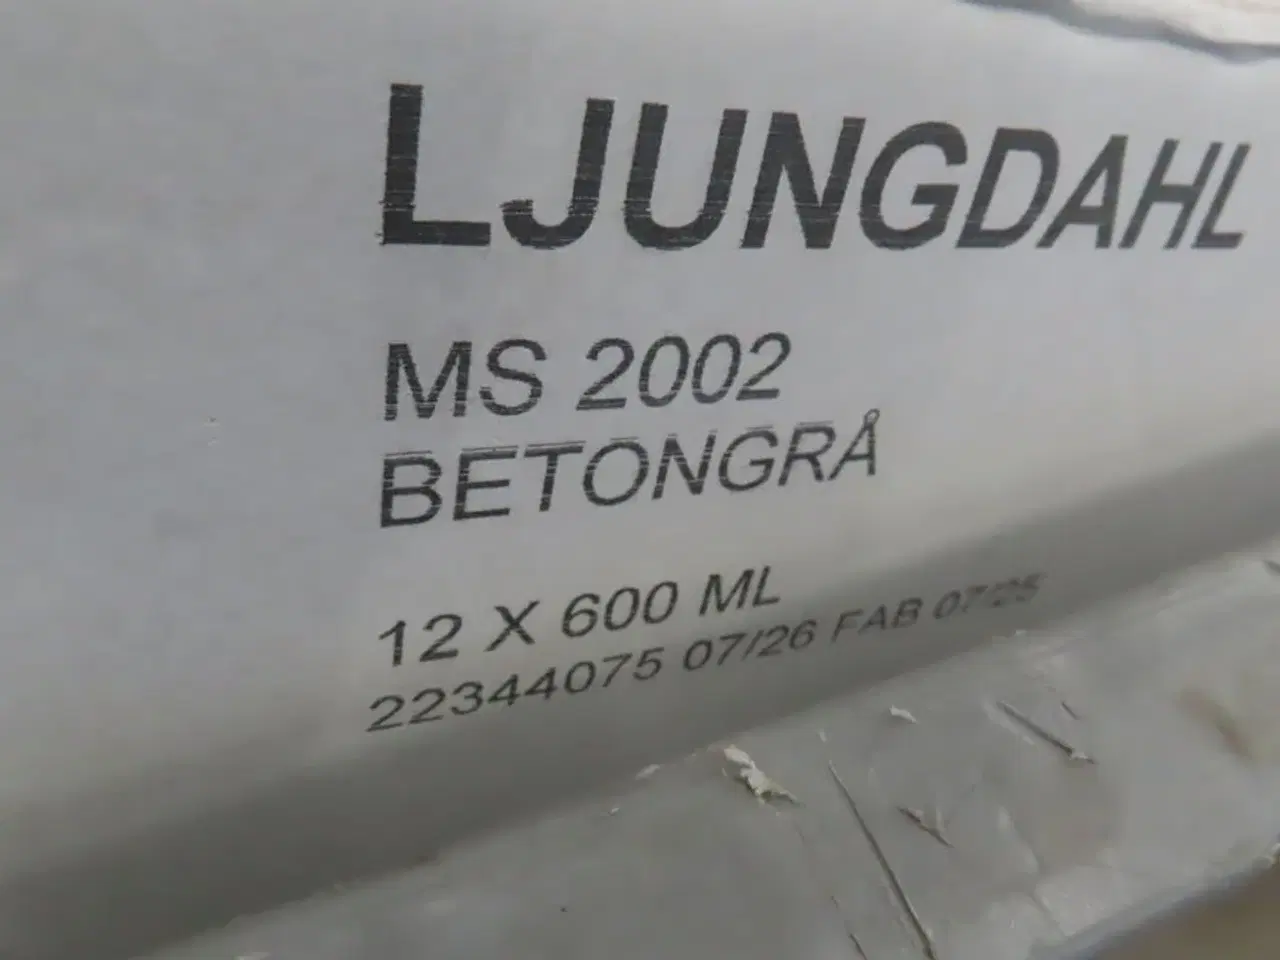 LJUNGDAHL
MS 2002
BETONGRÅ
12 X 600 ML
22344075 07/26 FAB 07/25